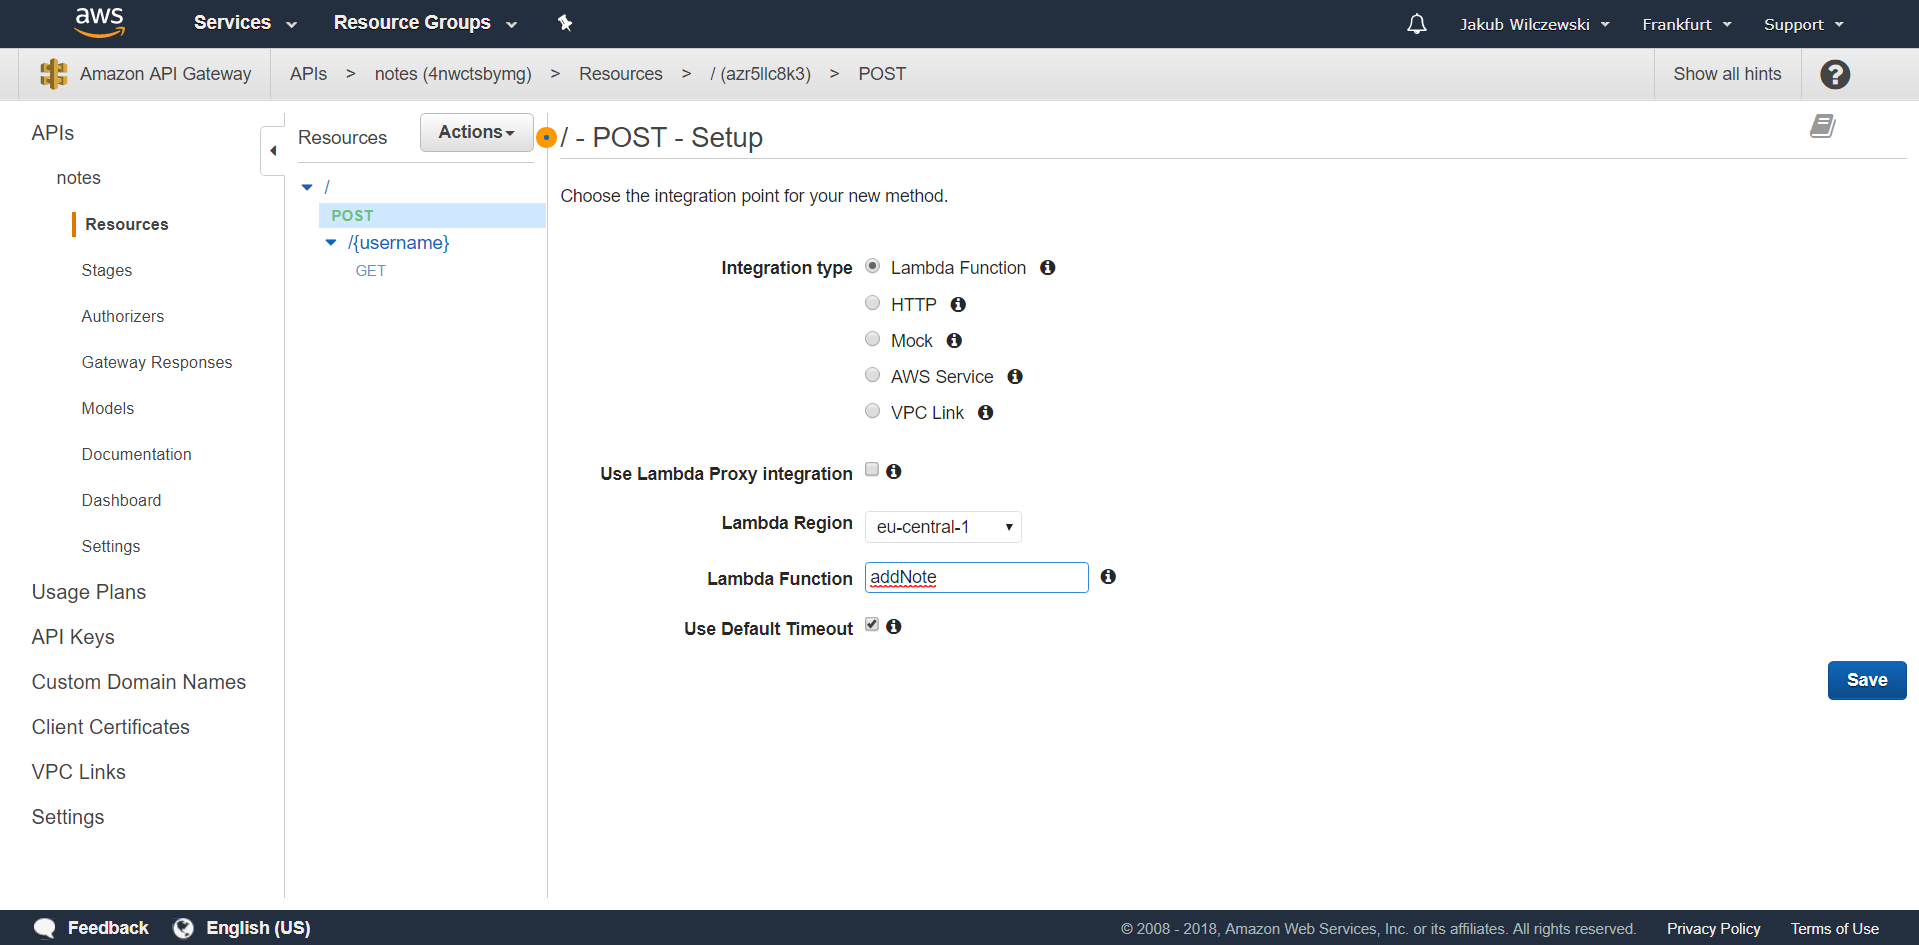 aws Services Resource Groups Jakub Wilczewski Frankfurt Support
Amazon API Gateway APIs > notes (4nwctsbymg) > Resources > / (azr5llc8k3) > POST Show all hints ?
APIs
notes
Resources
Stages
Authorizers
Gateway Responses
Models
Documentation
Dashboard
Settings
Usage Plans
API Keys
Custom Domain Names
Client Certificates
VPC Links
Settings
Resources Actions
/
POST
/{username}
GET
/ - POST - Setup
Choose the integration point for your new method.
Integration type Lambda Function
HTTP
Mock
AWS Service
VPC Link
Use Lambda Proxy integration
Lambda Region eu-central-1
Lambda Function addNote
Use Default Timeout
Save
Feedback English (US) © 2008 - 2018, Amazon Web Services, Inc. or its affiliates. All rights reserved. Privacy Policy Terms of Use